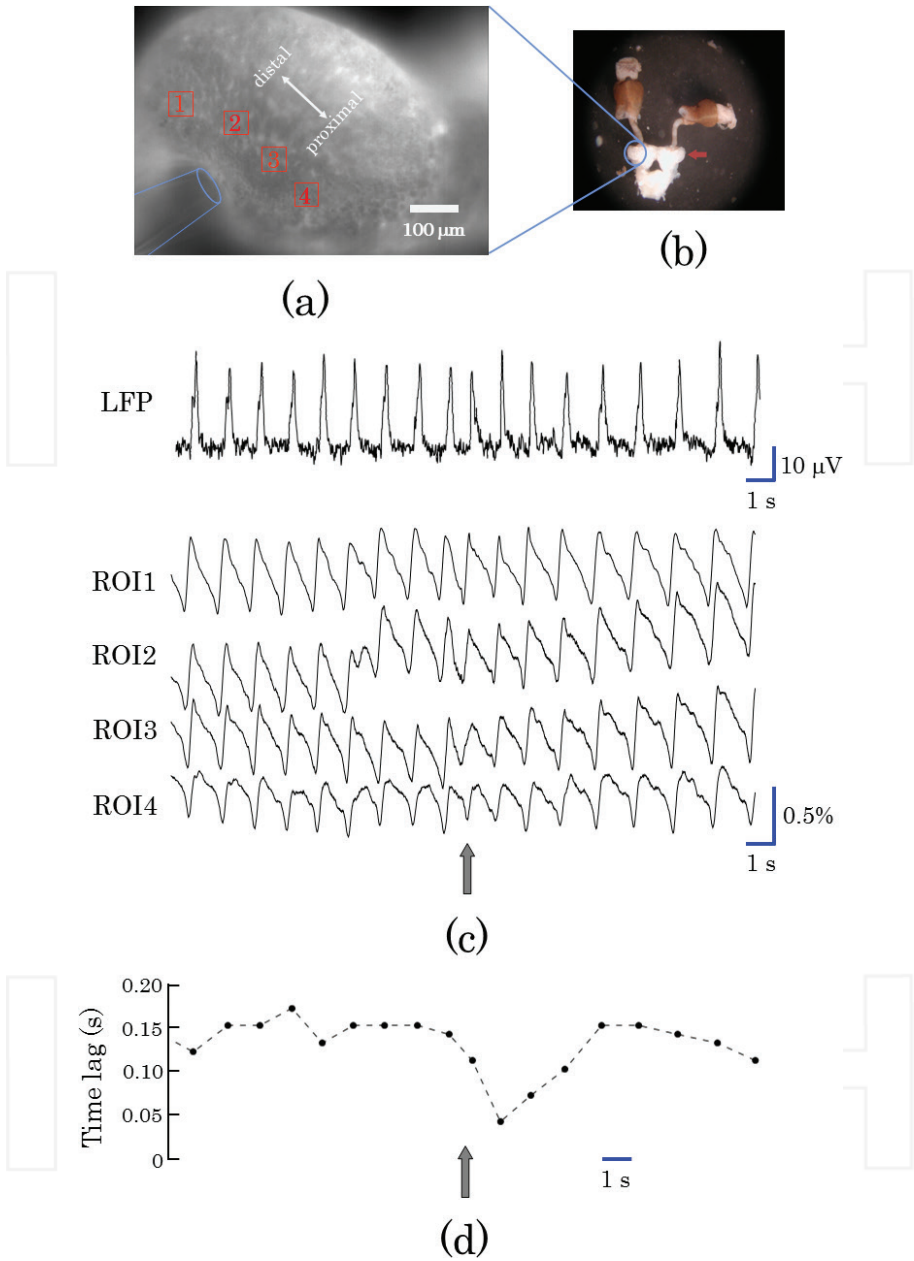 distal
proximal
1
2
3
4
100 μm
(a)
(b)
LFP
10 μV
1 s
ROI1
ROI2
ROI3
ROI4
0.5%
1 s
(c)
Time lag (s)
0.20
0.15
0.10
0.05
0
1 s
(d)